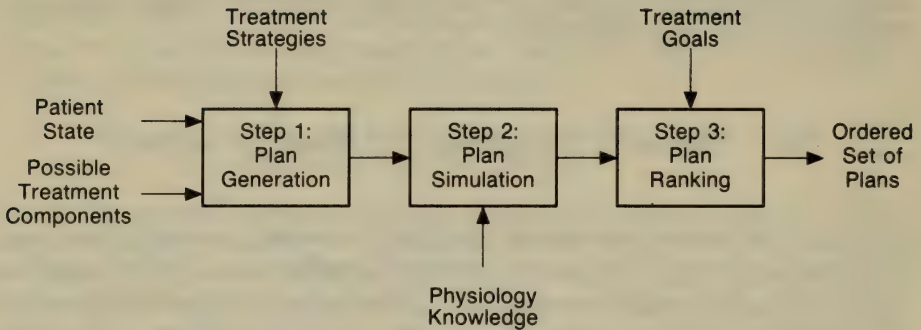 Treatment
Strategies
Treatment
Goals
Patient
State
Possible
Treatment
Components
Step 1:
Plan
Generation
Step 2:
Plan
Simulation
Step 3:
Plan
Ranking
Ordered
Set of
Plans
Physiology
Knowledge